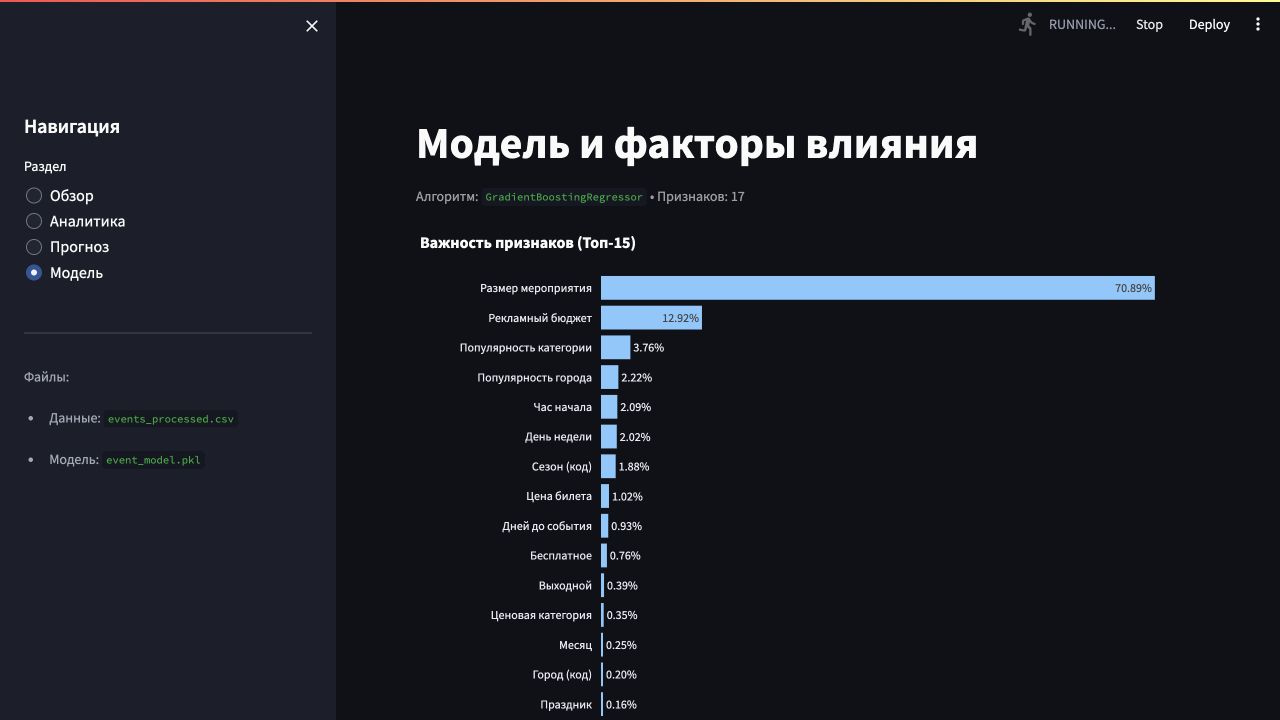 RUNNING...
Stop
Deploy
Навигация
Раздел
Обзор
Аналитика
Прогноз
Модель
Файлы:
• Данные: events_processed.csv
• Модель: event_model.pkl
Модель и факторы влияния
Алгоритм: GradientBoostingRegressor • Признаков: 17
Важность признаков (Топ-15)
Размер мероприятия 70.89%
Рекламный бюджет 12.92%
Популярность категории 3.76%
Популярность города 2.22%
Час начала 2.09%
День недели 2.02%
Сезон (код) 1.88%
Цена билета 1.02%
Дней до события 0.93%
Бесплатное 0.76%
Выходной 0.39%
Ценовая категория 0.35%
Месяц 0.25%
Город (код) 0.20%
Праздник 0.16%